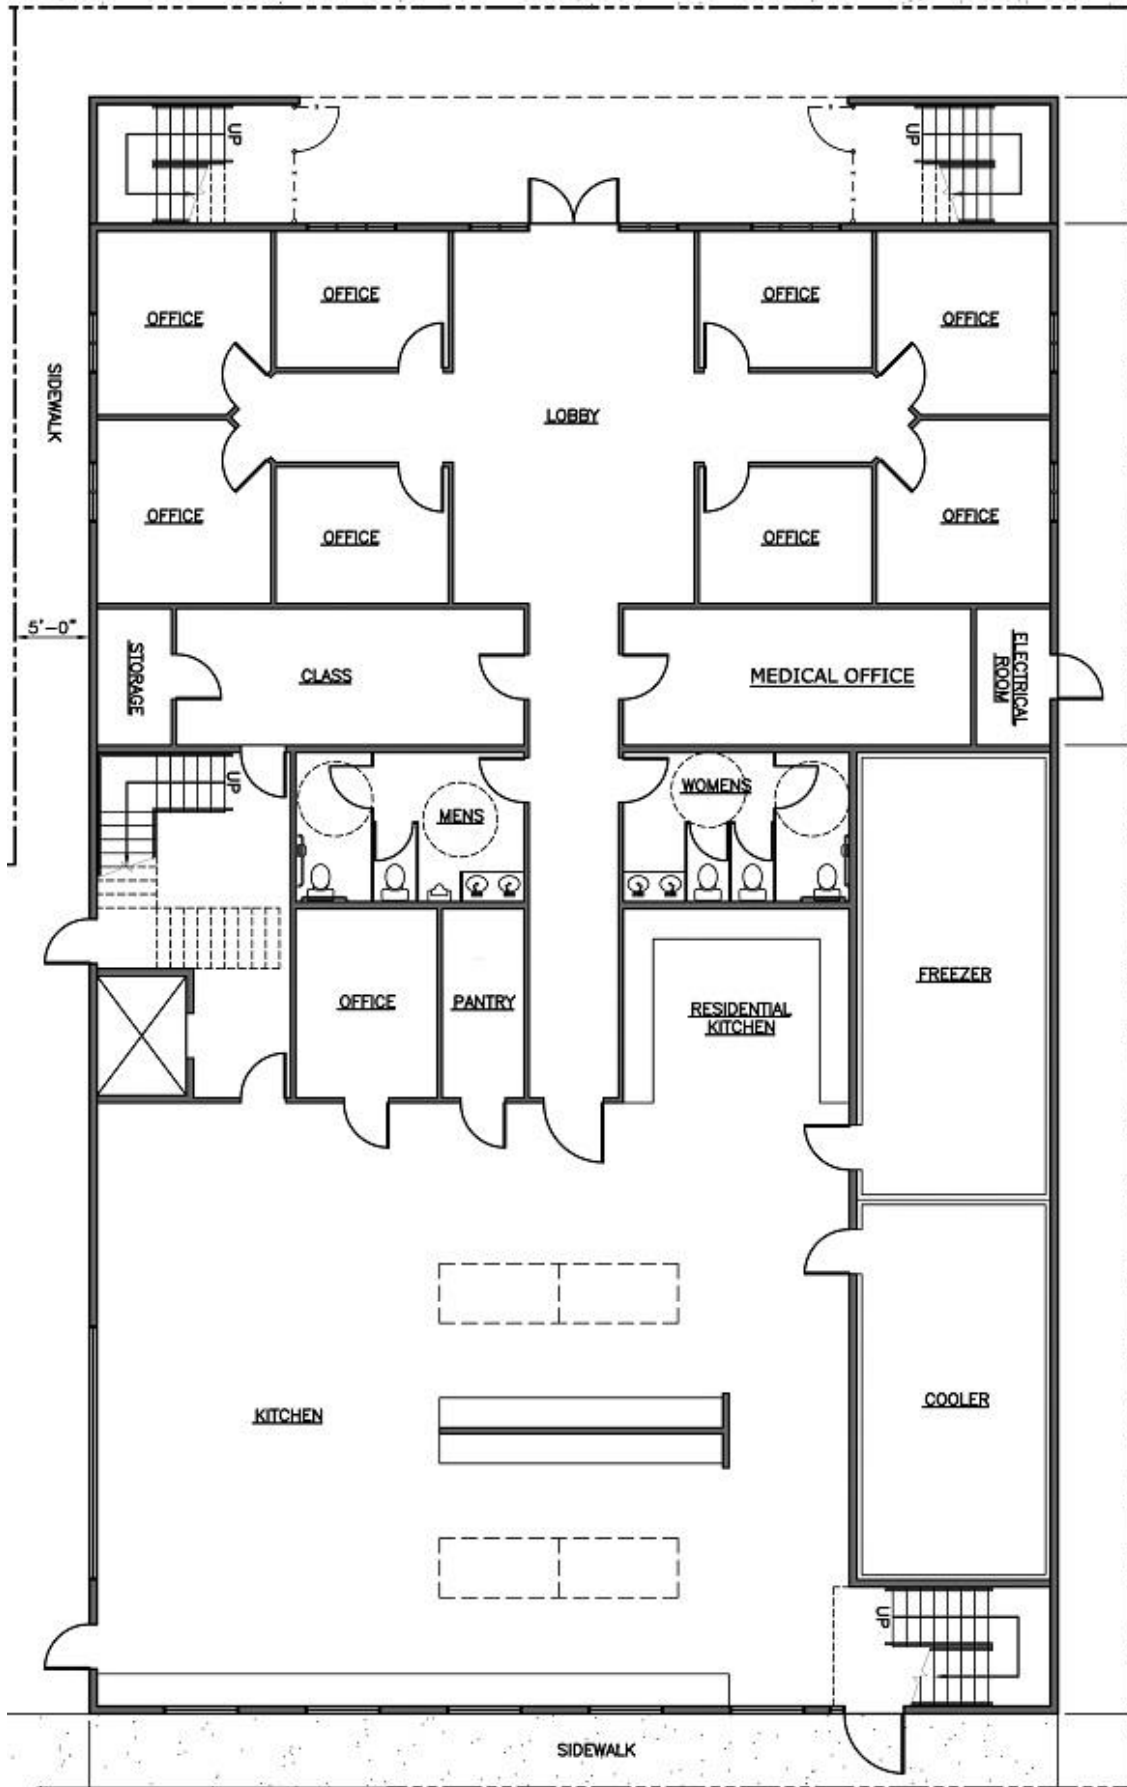 UP
UP
OFFICE
OFFICE
OFFICE
OFFICE
SIDEWALK
LOBBY
OFFICE
OFFICE
OFFICE
OFFICE
5'-0"
STORAGE
CLASS
MEDICAL OFFICE
ELECTRICAL
ROOM
UP
MENS
WOMENS
OFFICE
PANTRY
RESIDENTIAL
KITCHEN
FREEZER
KITCHEN
COOLER
UP
SIDEWALK